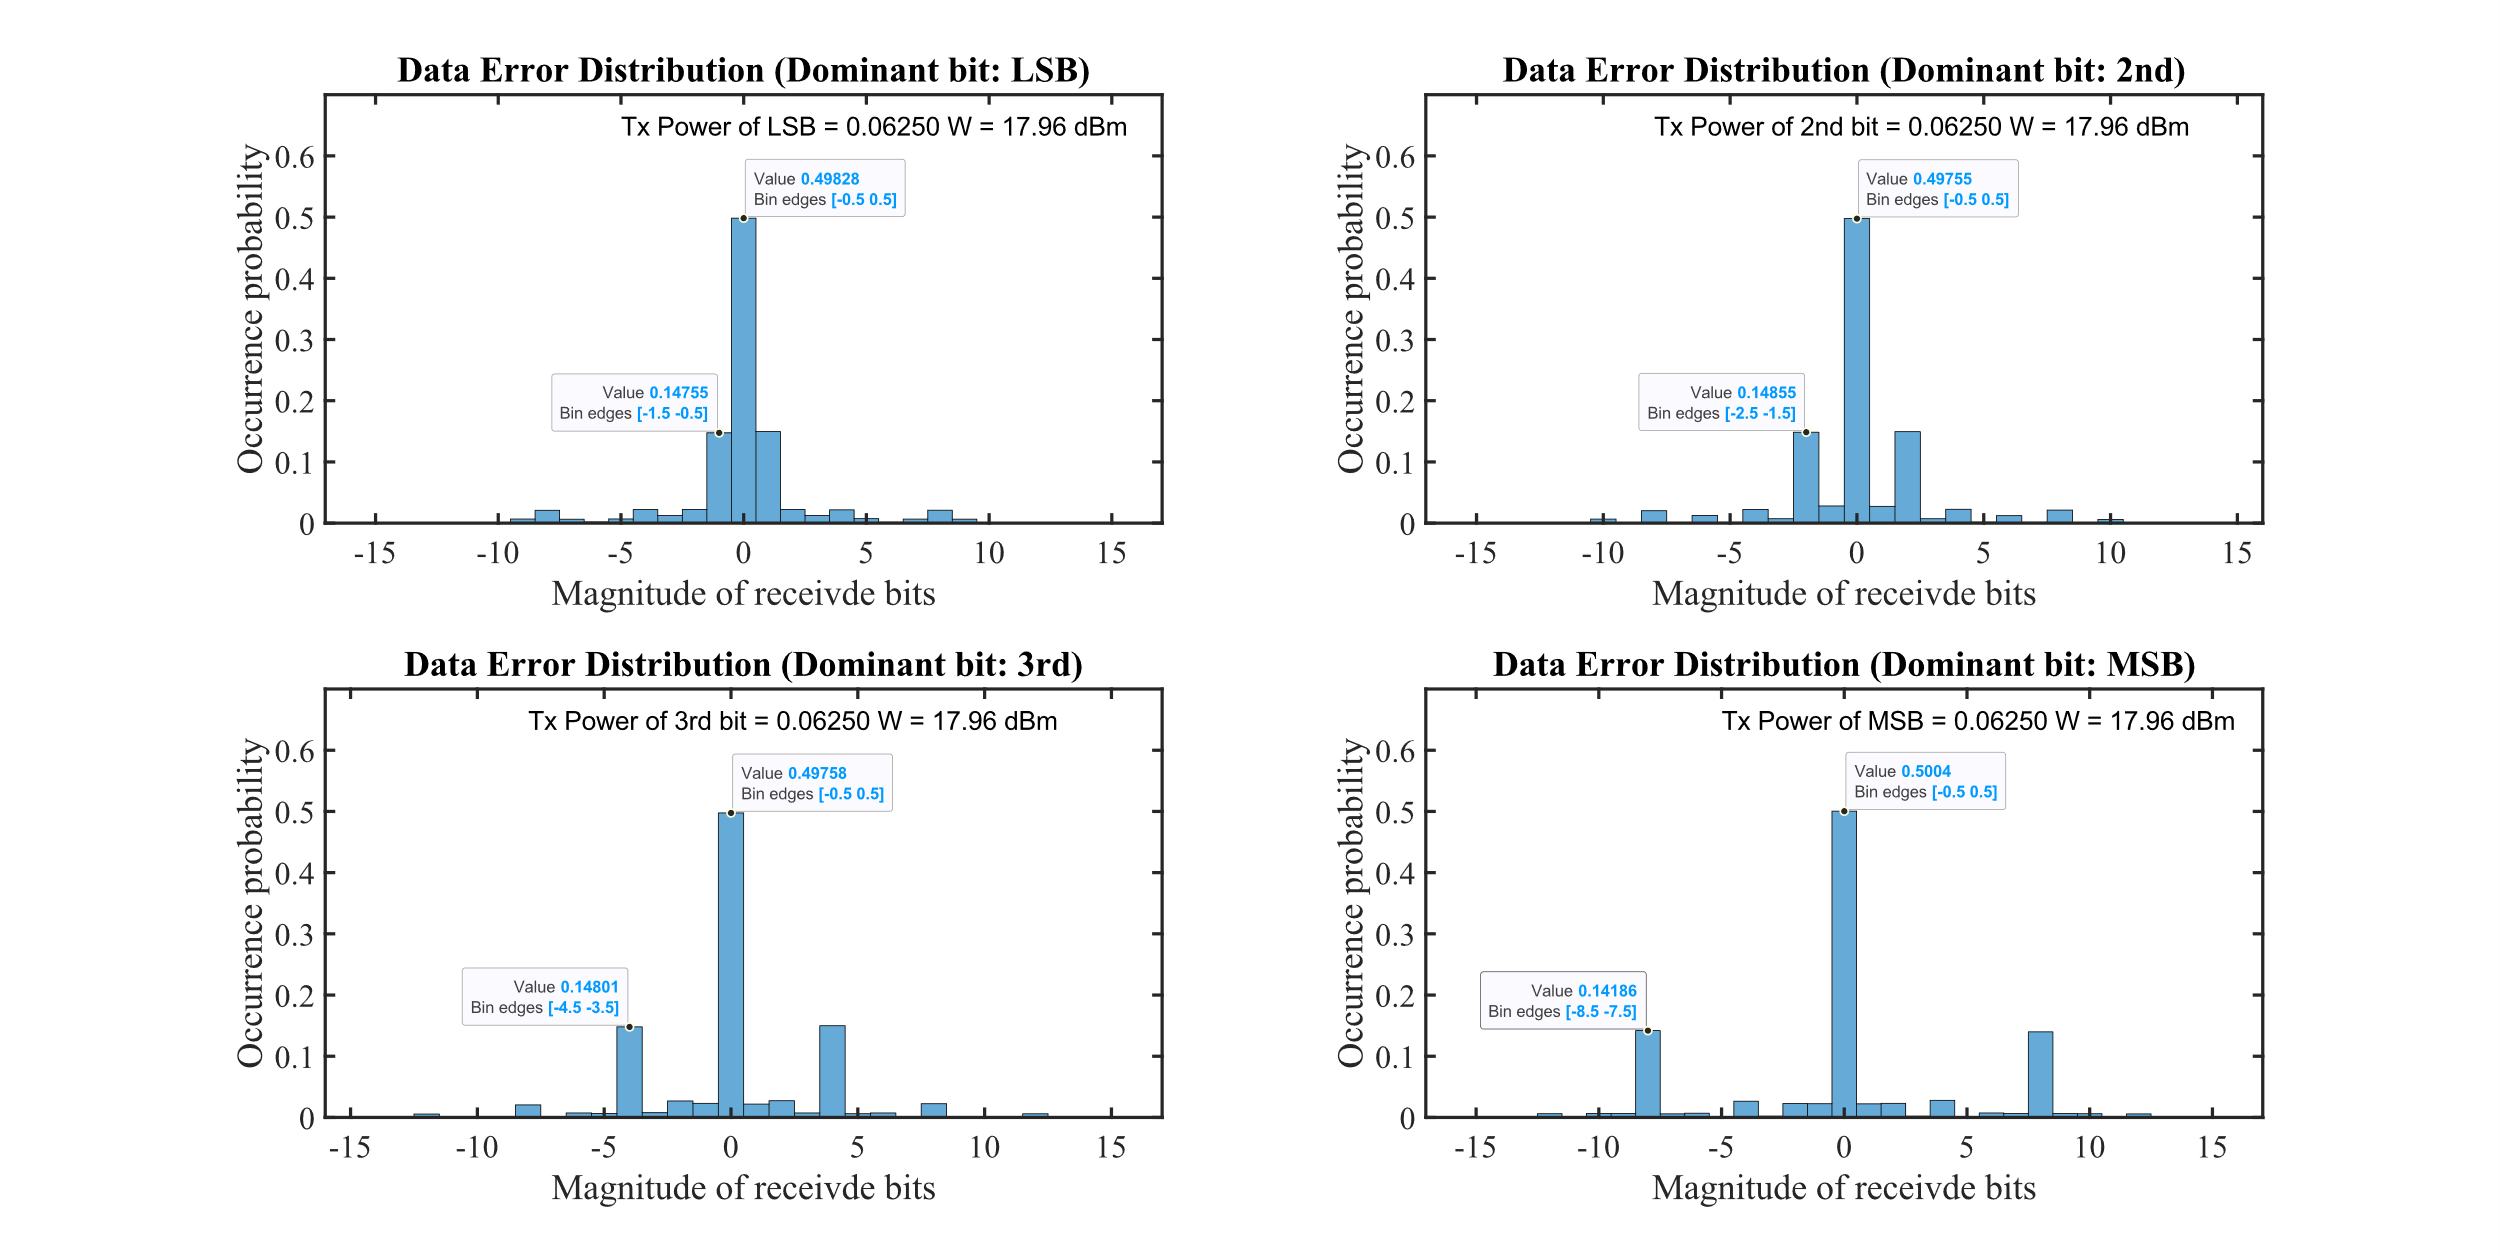 Data Error Distribution (Dominant bit: LSB)
Tx Power of LSB = 0.06250 W = 17.96 dBm
Value 0.49828
Bin edges [-0.5 0.5]
Value 0.14755
Bin edges [-1.5 -0.5]
Occurrence probability
0.6
0.5
0.4
0.3
0.2
0.1
0
-15 -10 -5 0 5 10 15
Magnitude of receivde bits
Data Error Distribution (Dominant bit: 2nd)
Tx Power of 2nd bit = 0.06250 W = 17.96 dBm
Value 0.49755
Bin edges [-0.5 0.5]
Value 0.14855
Bin edges [-2.5 -1.5]
Occurrence probability
0.6
0.5
0.4
0.3
0.2
0.1
0
-15 -10 -5 0 5 10 15
Magnitude of receivde bits
Data Error Distribution (Dominant bit: 3rd)
Tx Power of 3rd bit = 0.06250 W = 17.96 dBm
Value 0.49758
Bin edges [-0.5 0.5]
Value 0.14801
Bin edges [-4.5 -3.5]
Occurrence probability
0.6
0.5
0.4
0.3
0.2
0.1
0
-15 -10 -5 0 5 10 15
Magnitude of receivde bits
Data Error Distribution (Dominant bit: MSB)
Tx Power of MSB = 0.06250 W = 17.96 dBm
Value 0.5004
Bin edges [-0.5 0.5]
Value 0.14186
Bin edges [-8.5 -7.5]
Occurrence probability
0.6
0.5
0.4
0.3
0.2
0.1
0
-15 -10 -5 0 5 10 15
Magnitude of receivde bits